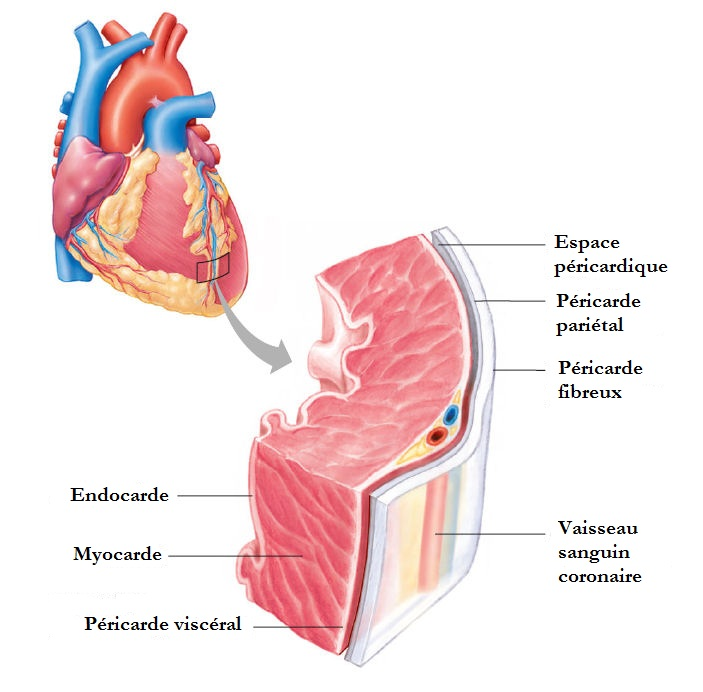 Espace
péricardique
Péricarde
pariétal
Péricarde
fibreux
Endocarde
Vaisseau
sanguin
coronaire
Myocarde
Péricarde viscéral